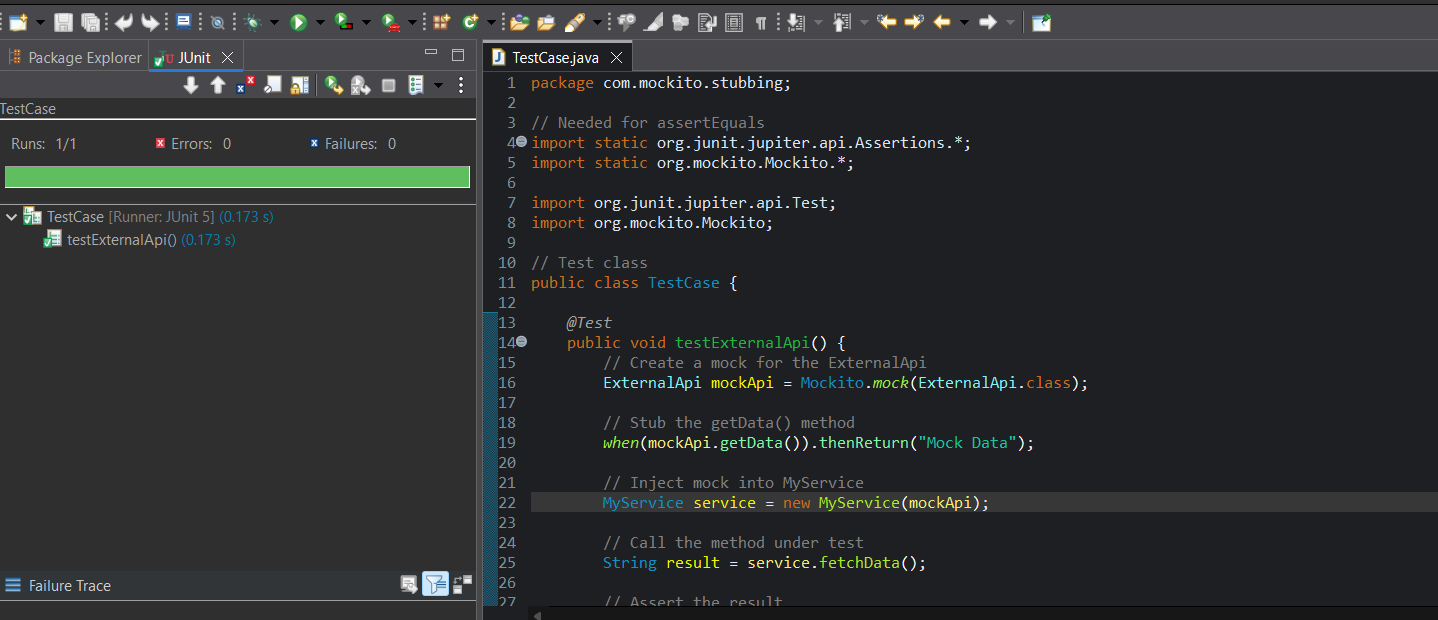 Package Explorer
JUnit
TestCase
Runs: 1/1
Errors: 0
Failures: 0
TestCase [Runner: JUnit 5] (0.173 s)
testExternalApi() (0.173 s)
Failure Trace
TestCase.java
1 package com.mockito.stubbing;
2
3 // Needed for assertEquals
4 import static org.junit.jupiter.api.Assertions.*;
5 import static org.mockito.Mockito.*;
6
7 import org.junit.jupiter.api.Test;
8 import org.mockito.Mockito;
9
10 // Test class
11 public class TestCase {
12
13 @Test
14 public void testExternalApi() {
15 // Create a mock for the ExternalApi
16 ExternalApi mockApi = Mockito.mock(ExternalApi.class);
17
18 // Stub the getData() method
19 when(mockApi.getData()).thenReturn("Mock Data");
20
21 // Inject mock into MyService
22 MyService service = new MyService(mockApi);
23
24 // Call the method under test
25 String result = service.fetchData();
26
27 // Assert the result